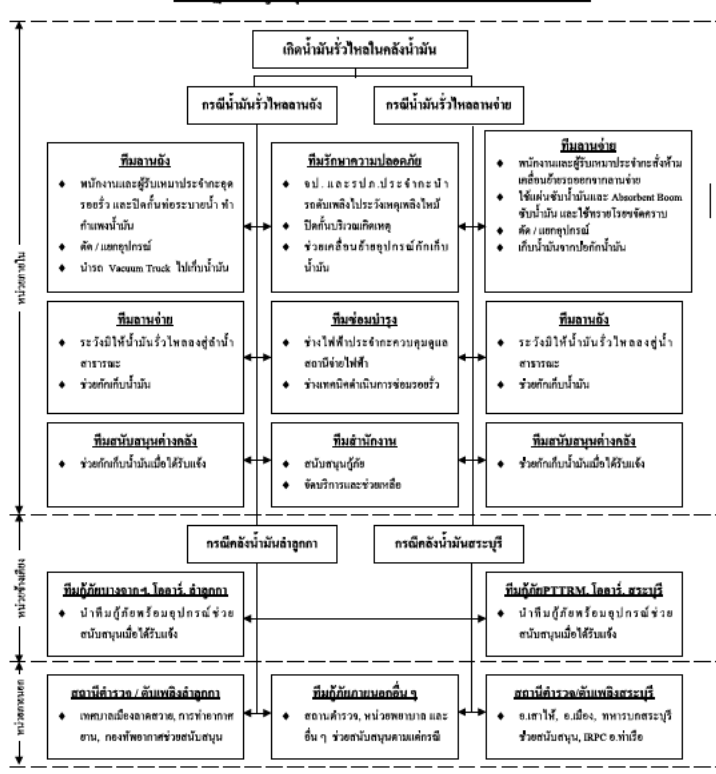 เกิดน้ำมันรั่วไหลในคลังน้ำมัน
กรณีน้ำมันรั่วไหลลานถัง
กรณีน้ำมันรั่วไหลลานจ่าย
ทีมลานถัง
♦ พนักงานและผู้รับเหมาประจำกะอุด
รอยรั่ว และปิดกั้นท่อระบายน้ำ ทำ
กำแพงน้ำมัน
♦ ตัด / แยกอุปกรณ์
♦ นำรถ Vacuum Truck ไปเก็บน้ำมัน
ทีมรักษาความปลอดภัย
♦ จป. และรปภ.ประจำกะนำ
รถดับเพลิงไประวังเหตุเพลิงไหม้
♦ ปิดกั้นบริเวณเกิดเหตุ
♦ ช่วยเคลื่อนย้ายอุปกรณ์กักเก็บ
น้ำมัน
ทีมลานจ่าย
♦ พนักงานและผู้รับเหมาประจำกะสั่งห้าม
เคลื่อนย้ายรถออกจากลานจ่าย
♦ ใช้แผ่นซับน้ำมันและ Absorbent Boom
ซับน้ำมัน และใช้ทรายโรยขจัดคราบ
♦ ตัด / แยกอุปกรณ์
♦ เก็บน้ำมันจากบ่อกักน้ำมัน
หน่วยภายใน
ทีมลานจ่าย
♦ ระวังมิให้น้ำมันรั่วไหลลงสู่ลำน้ำ
สาธารณะ
♦ ช่วยกักเก็บน้ำมัน
ทีมซ่อมบำรุง
♦ ช่างไฟฟ้าประจำกะควบคุมดูแล
สถานีจ่ายไฟฟ้า
♦ ช่างเทคนิคดำเนินการซ่อมรอยรั่ว
ทีมลานถัง
♦ ระวังมิให้น้ำมันรั่วไหลลงสู่น้ำ
สาธารณะ
♦ ช่วยกักเก็บน้ำมัน
ทีมสนับสนุนต่างคลัง
♦ ช่วยกักเก็บน้ำมันเมื่อได้รับแจ้ง
ทีมสำนักงาน
♦ สนับสนุนกู้ภัย
♦ จัดบริการและช่วยเหลือ
ทีมสนับสนุนต่างคลัง
♦ ช่วยกักเก็บน้ำมันเมื่อได้รับแจ้ง
กรณีคลังน้ำมันลำลูกกา
กรณีคลังน้ำมันสระบุรี
หน่วยข้างเคียง
ทีมกู้ภัยบางจากฯ, โออาร์, ลำลูกกา
♦ นำทีมกู้ภัยพร้อมอุปกรณ์ช่วย
สนับสนุนเมื่อได้รับแจ้ง
ทีมกู้ภัยPTTRM, โออาร์, สระบุรี
♦ นำทีมกู้ภัยพร้อมอุปกรณ์ช่วย
สนับสนุนเมื่อได้รับแจ้ง
หน่วยภายนอก
สถานีตำรวจ / ดับเพลิงลำลูกกา
♦ เทศบาลเมืองลาดสวาย, การท่าอากาศ
ยาน, กองทัพอากาศช่วยสนับสนุน
ทีมกู้ภัยภายนอกอื่น ๆ
♦ สถานตำรวจ, หน่วยพยาบาล และ
อื่น ๆ ช่วยสนับสนุนตามแต่กรณี
สถานีตำรวจ/ดับเพลิงสระบุรี
♦ อ.เสาไห้, อ.เมือง, ทหารบกสระบุรี
ช่วยสนับสนุน, IRPC อ.ท่าเรือ